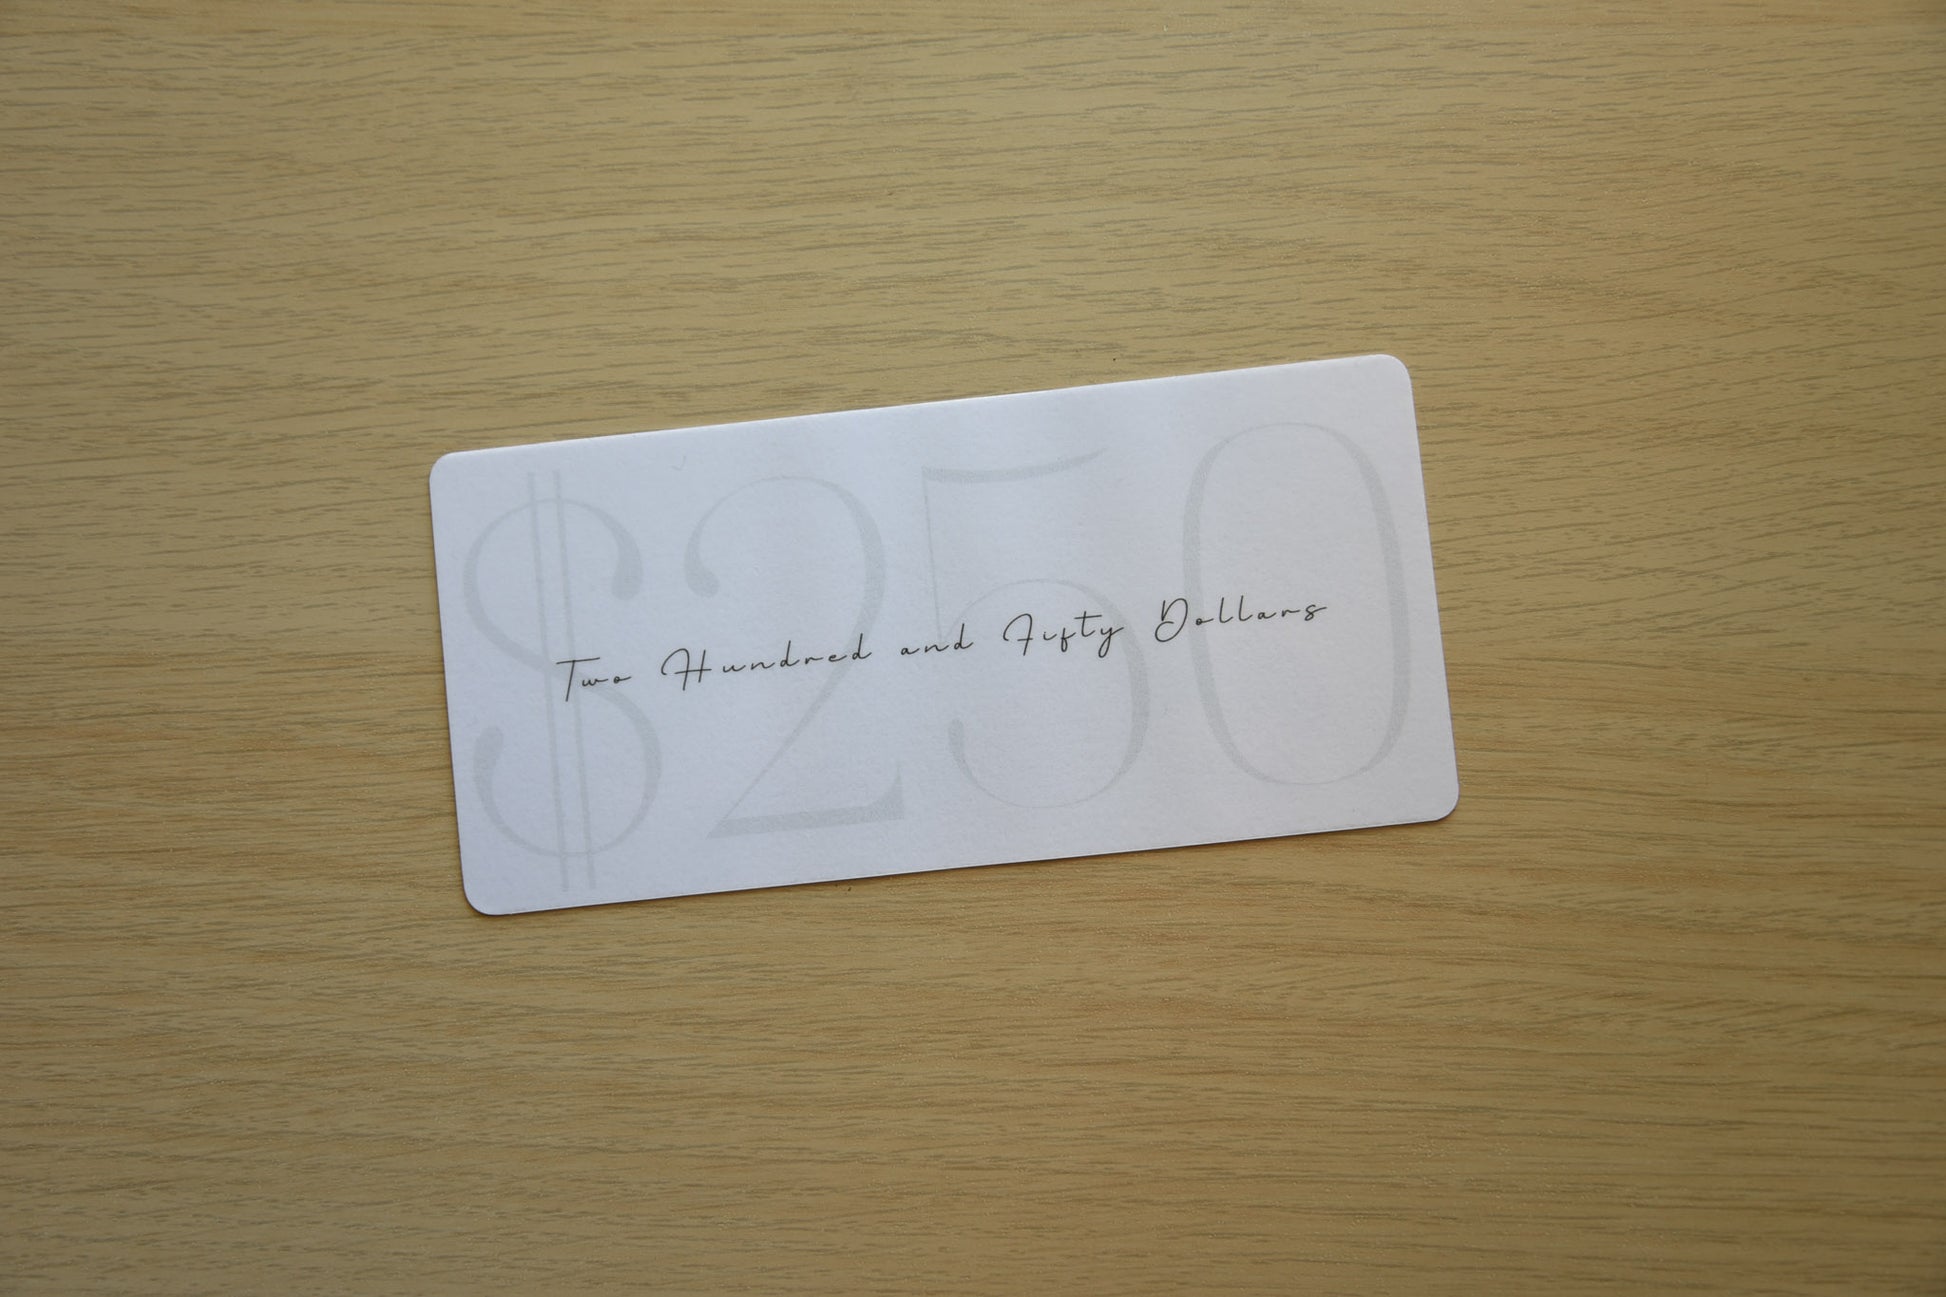 $250
Two Hundred and Fifty Dollars